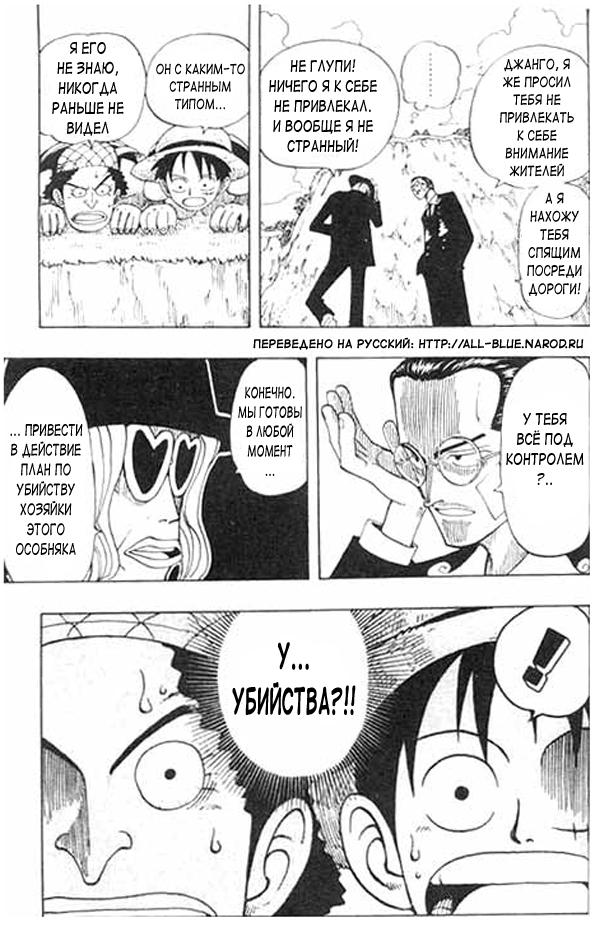 ДЖАНГО, Я
ЖЕ ПРОСИЛ
ТЕБЯ НЕ
ПРИВЛЕКАТЬ
К СЕБЕ
ВНИМАНИЕ
ЖИТЕЛЕЙ
А Я
НАХОЖУ
ТЕБЯ
СПЯЩИМ
ПОСРЕДИ
ДОРОГИ!
.........
НЕ ГЛУПИ!
НИЧЕГО Я К СЕБЕ
НЕ ПРИВЛЕКАЛ.
И ВООБЩЕ Я НЕ
СТРАННЫЙ!
ОН С КАКИМ-ТО
СТРАННЫМ
ТИПОМ...
Я ЕГО
НЕ ЗНАЮ,
НИКОГДА
РАНЬШЕ НЕ
ВИДЕЛ
ПЕРЕВЕДЕНО НА РУССКИЙ: HTTP://ALL-BLUE.NAROD.RU
У ТЕБЯ
ВСЁ ПОД
КОНТРОЛЕМ
?..
КОНЕЧНО.
МЫ ГОТОВЫ
В ЛЮБОЙ
МОМЕНТ
...
... ПРИВЕСТИ
В ДЕЙСТВИЕ
ПЛАН ПО
УБИЙСТВУ
ХОЗЯЙКИ
ЭТОГО
ОСОБНЯКА
!
У...
УБИЙСТВА?!!